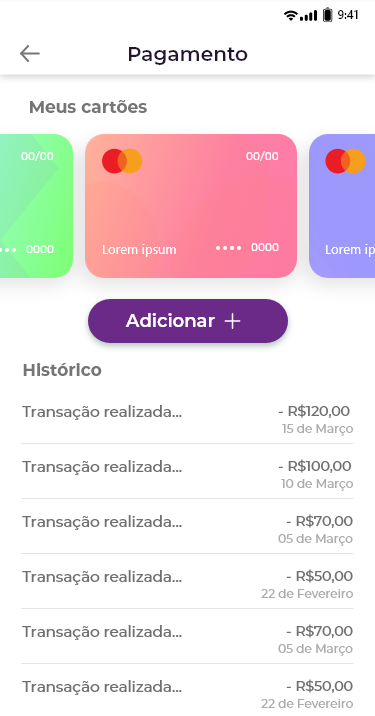 9:41
Pagamento
Meus cartões
00/00
•••• 0000
00/00
Lorem ipsum
•••• 0000
Lorem ip
Adicionar +
Histórico
Transação realizada... - R$120,00
15 de Março
Transação realizada... - R$100,00
10 de Março
Transação realizada... - R$70,00
05 de Março
Transação realizada... - R$50,00
22 de Fevereiro
Transação realizada... - R$70,00
05 de Março
Transação realizada... - R$50,00
22 de Fevereiro